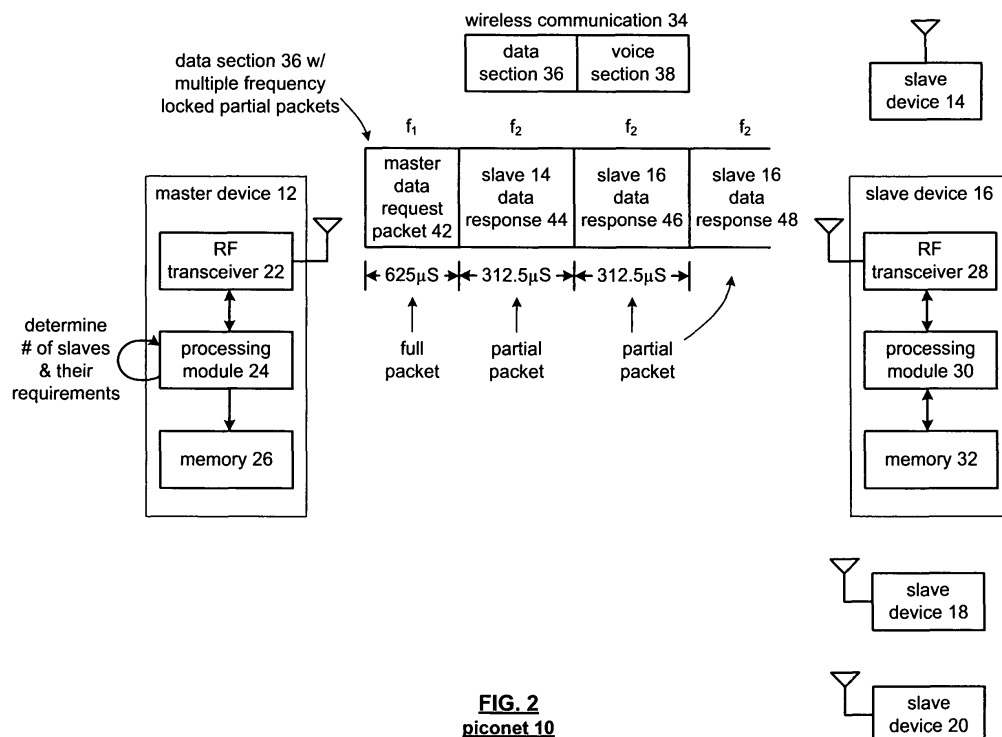 wireless communication 34
data section 36
voice section 38
data section 36 w/
multiple frequency
locked partial packets
slave
device 14
f1
f2
f2
f2
master
data
request
packet 42
slave 14
data
response 44
slave 16
data
response 46
slave 16
data
response 48
625μS
312.5μS
312.5μS
full
packet
partial
packet
partial
packet
master device 12
RF
transceiver 22
processing
module 24
memory 26
determine
# of slaves
& their
requirements
slave device 16
RF
transceiver 28
processing
module 30
memory 32
slave
device 18
slave
device 20
FIG. 2
piconet 10